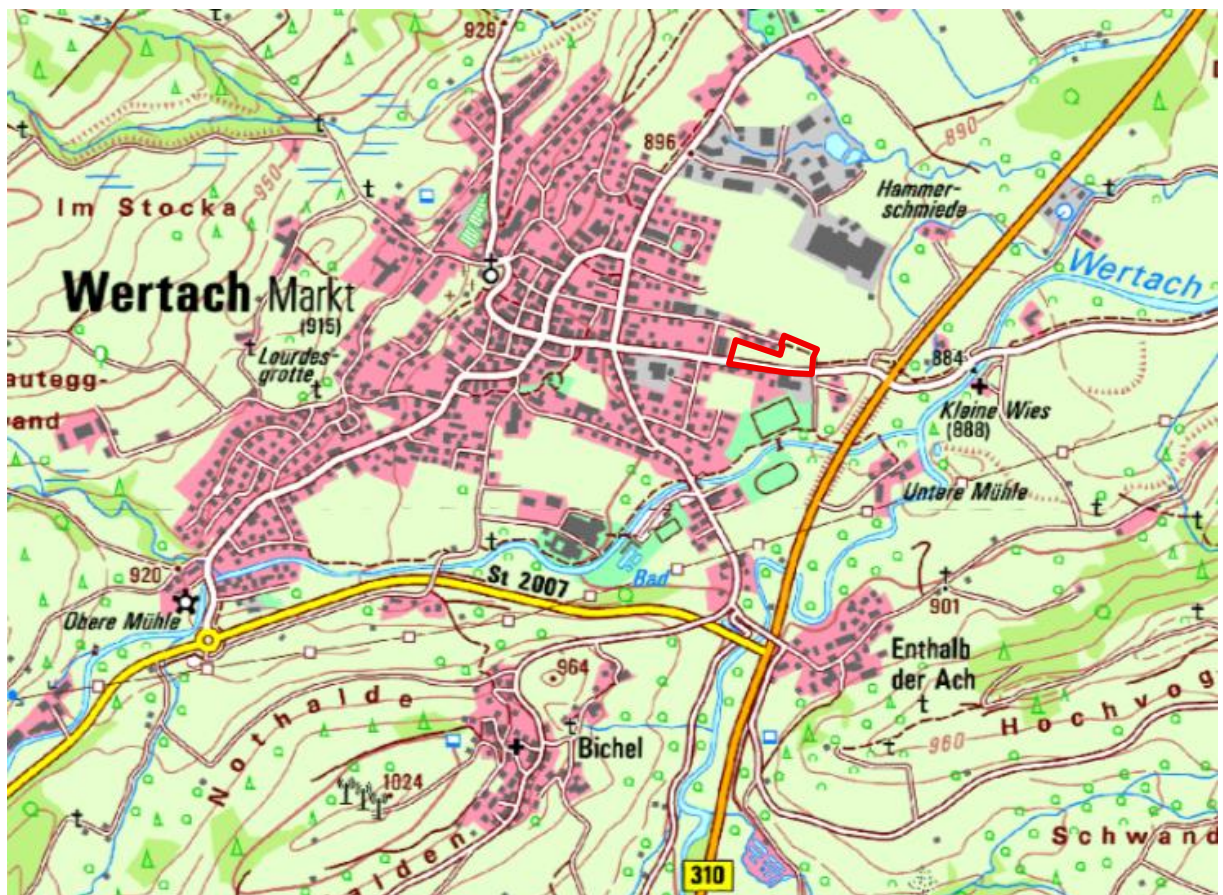 929
896
890
Hammer-
schmiede
950
Im Stocka
Wertach
Wertach Markt
(915)
Lourdes-
grotte
autegg-
and
884
Kleine Wies
(888)
Untere Mühle
920
St 2007
Bad
Obere Mühle
901
Enthalb
der Ach
964
Nothalde
Bichel
Hochvog
960
1024
Schwand
alden
310